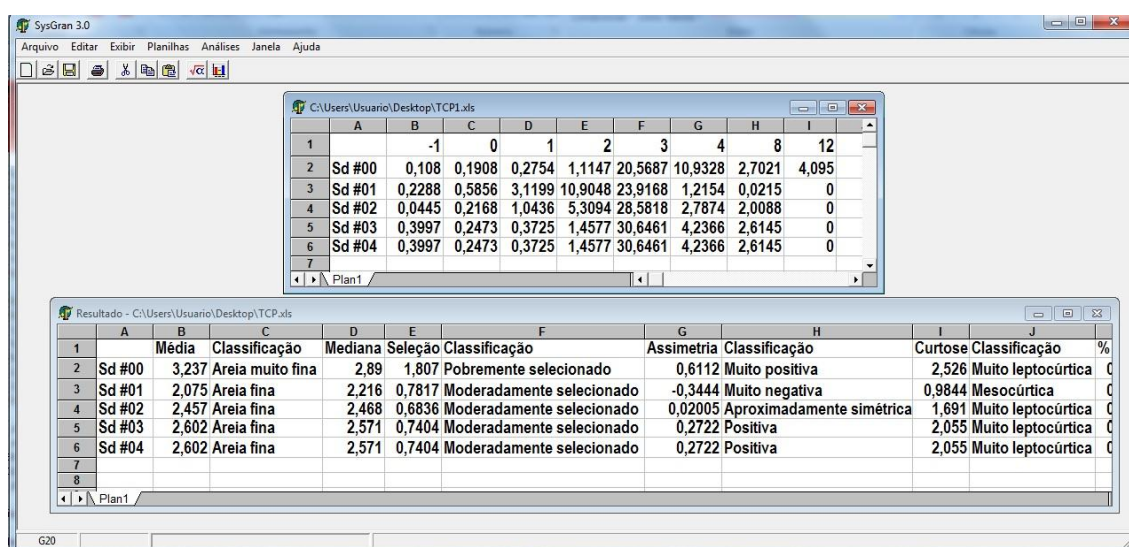 SysGran 3.0
Arquivo Editar Exibir Planilhas Análises Janela Ajuda
C:\Users\Usuario\Desktop\TCP1.xls
A B C D E F G H I
1 -1 0 1 2 3 4 8 12
2 Sd #00 0,108 0,1908 0,2754 1,1147 20,5687 10,9328 2,7021 4,095
3 Sd #01 0,2288 0,5856 3,1199 10,9048 23,9168 1,2154 0,0215 0
4 Sd #02 0,0445 0,2168 1,0436 5,3094 28,5818 2,7874 2,0088 0
5 Sd #03 0,3997 0,2473 0,3725 1,4577 30,6461 4,2366 2,6145 0
6 Sd #04 0,3997 0,2473 0,3725 1,4577 30,6461 4,2366 2,6145 0
7
Plan1
Resultado - C:\Users\Usuario\Desktop\TCP.xls
A B C D E F G H I J
1 Média Classificação Mediana Seleção Classificação Assimetria Classificação Curtose Classificação %
2 Sd #00 3,237 Areia muito fina 2,89 1,807 Pobremente selecionado 0,6112 Muito positiva 2,526 Muito leptocúrtica 0
3 Sd #01 2,075 Areia fina 2,216 0,7817 Moderadamente selecionado -0,3444 Muito negativa 0,9844 Mesocúrtica 0
4 Sd #02 2,457 Areia fina 2,468 0,6836 Moderadamente selecionado 0,02005 Aproximadamente simétrica 1,691 Muito leptocúrtica 0
5 Sd #03 2,602 Areia fina 2,571 0,7404 Moderadamente selecionado 0,2722 Positiva 2,055 Muito leptocúrtica 0
6 Sd #04 2,602 Areia fina 2,571 0,7404 Moderadamente selecionado 0,2722 Positiva 2,055 Muito leptocúrtica 0
7
8
Plan1
G20